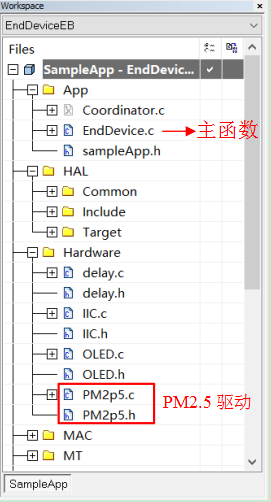 Workspace
EndDeviceEB
Files
SampleApp - EndDevic...
App
Coordinator.c
EndDevice.c 主函数
sampleApp.h
HAL
Common
Include
Target
Hardware
delay.c
delay.h
IIC.c
IIC.h
OLED.c
OLED.h
PM2p5.c
PM2.5 驱动
PM2p5.h
MAC
MT
SampleApp